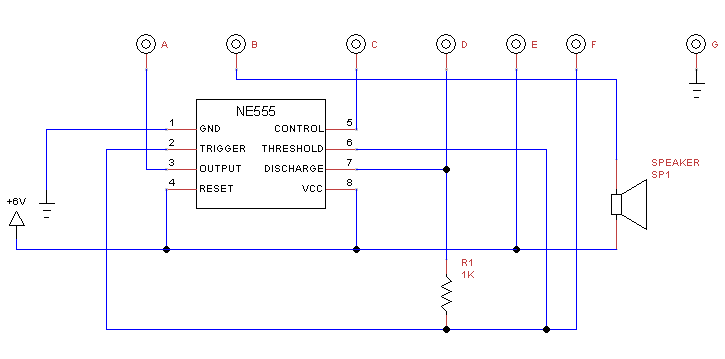 A B C D E F G
NE555
1 GND CONTROL 5
2 TRIGGER THRESHOLD 6
3 OUTPUT DISCHARGE 7
4 RESET VCC 8
SPEAKER
SP1
+6V
R1
1K